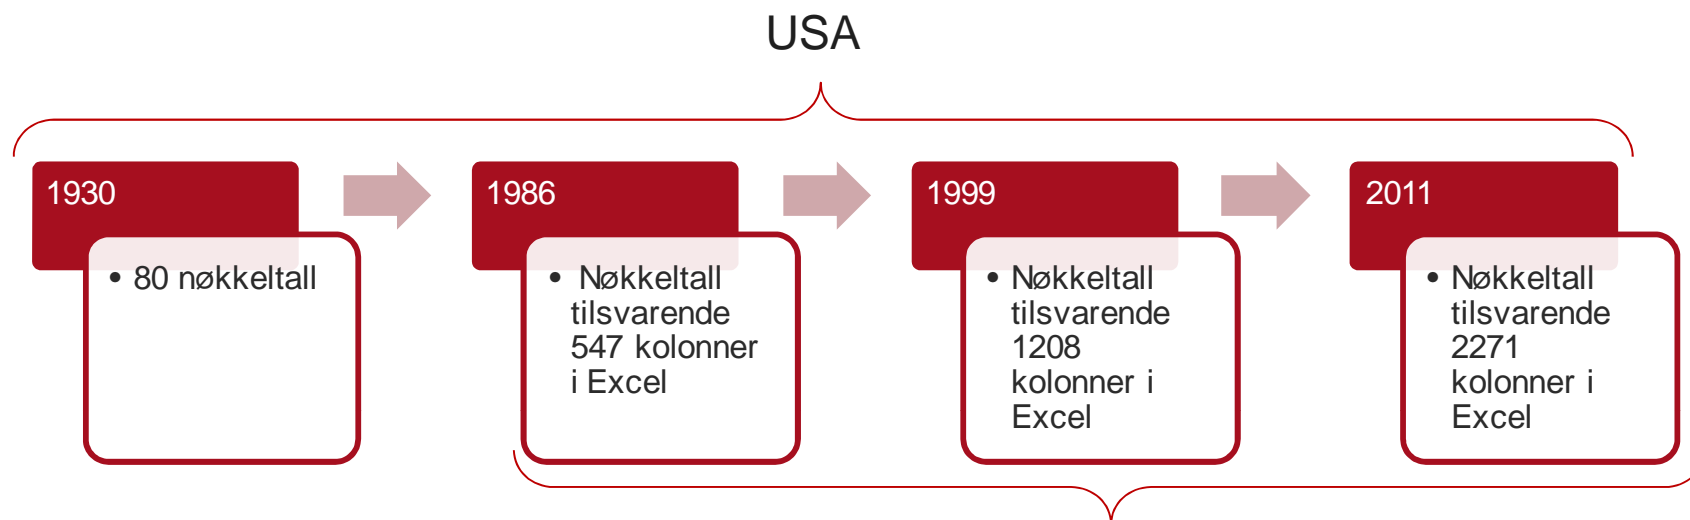 USA
1930
• 80 nøkkeltall
1986
• Nøkkeltall
tilsvarende
547 kolonner
i Excel
1999
• Nøkkeltall
tilsvarende
1208
kolonner i
Excel
2011
• Nøkkeltall
tilsvarende
2271
kolonner i
Excel